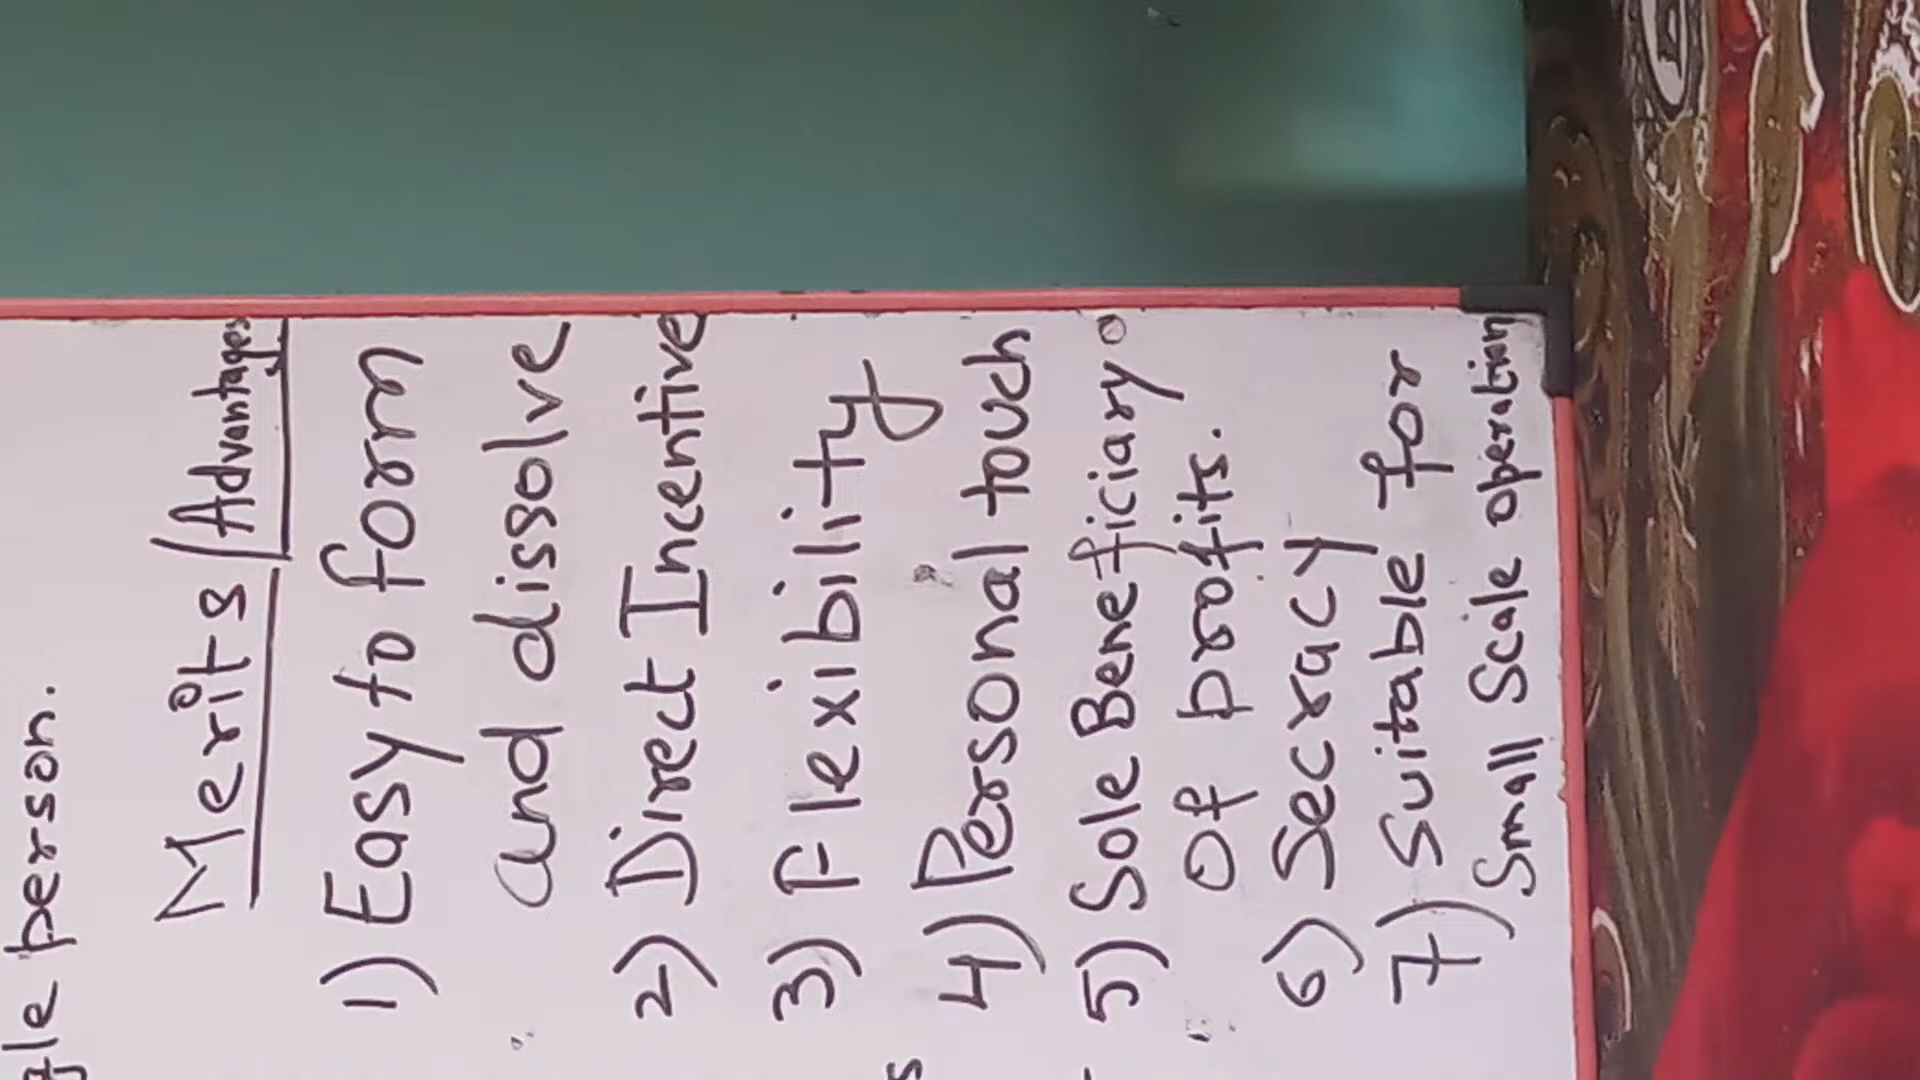 gle person.
Merits/Advantages
1) Easy to form
and dissolve
2) Direct Incentive
3) Flexibility
4) Personal touch
5) Sole Beneficiary
of profits.
6) Secracy
7) Suitable for
Small Scale operation